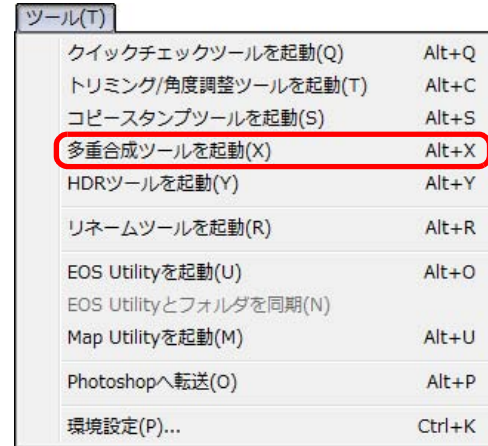 ツール(T)
クイックチェックツールを起動(Q) Alt+Q
トリミング/角度調整ツールを起動(T) Alt+C
コピースタンプツールを起動(S) Alt+S
多重合成ツールを起動(X) Alt+X
HDRツールを起動(Y) Alt+Y
リネームツールを起動(R) Alt+R
EOS Utilityを起動(U) Alt+O
EOS Utilityとフォルダを同期(N)
Map Utilityを起動(M) Alt+U
Photoshopへ転送(O) Alt+P
環境設定(P)... Ctrl+K